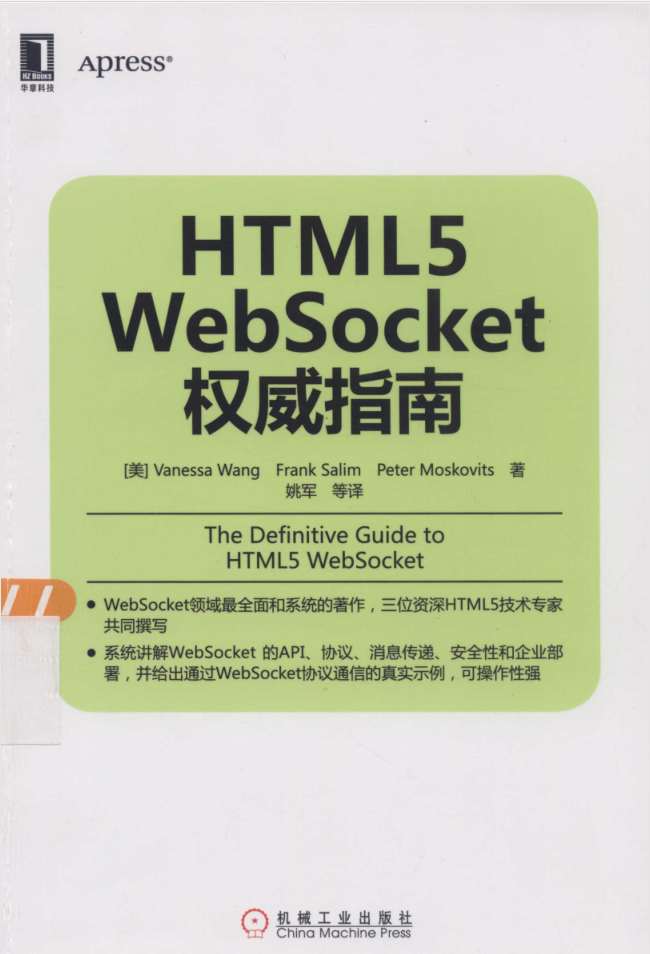 HZ BOOKS
华章科技
Apress®
HTML5
WebSocket
权威指南
[美] Vanessa Wang Frank Salim Peter Moskovits 著
姚军 等译
The Definitive Guide to
HTML5 WebSocket
● WebSocket领域最全面和系统的著作，三位资深HTML5技术专家
共同撰写
● 系统讲解WebSocket 的API、协议、消息传递、安全性和企业部
署，并给出通过WebSocket协议通信的真实示例，可操作性强
机械工业出版社
China Machine Press